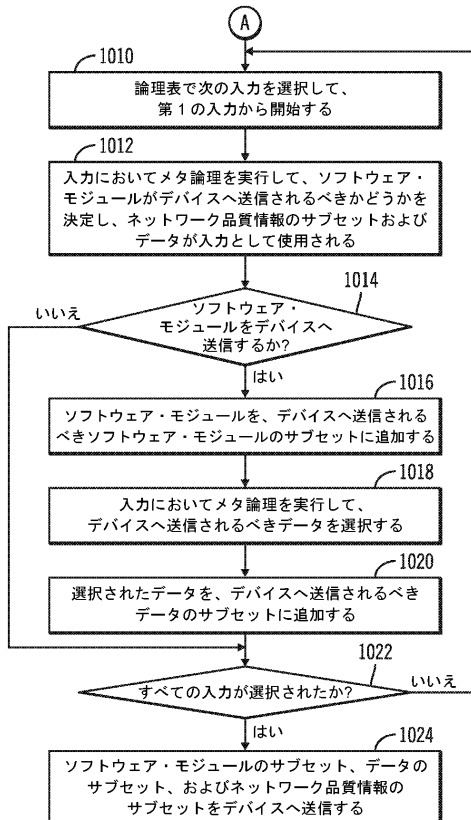 A
1010
論理表で次の入力を選択して、
第1の入力から開始する
1012
入力においてメタ論理を実行して、ソフトウェア・
モジュールがデバイスへ送信されるべきかどうかを
決定し、ネットワーク品質情報のサブセットおよび
データが入力として使用される
1014
いいえ
ソフトウェア・
モジュールをデバイスへ
送信するか?
はい
1016
ソフトウェア・モジュールを、デバイスへ送信される
べきソフトウェア・モジュールのサブセットに追加する
1018
入力においてメタ論理を実行して、
デバイスへ送信されるべきデータを選択する
1020
選択されたデータを、デバイスへ送信されるべき
データのサブセットに追加する
1022
すべての入力が選択されたか?
いいえ
はい
1024
ソフトウェア・モジュールのサブセット、データの
サブセット、およびネットワーク品質情報の
サブセットをデバイスへ送信する